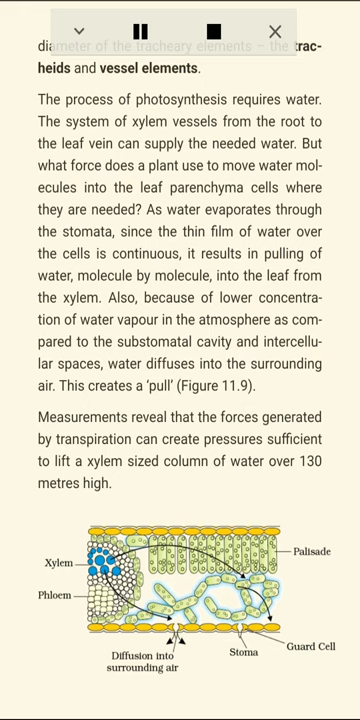 diameter of the tracheary elements – the trac-
heids and vessel elements.
The process of photosynthesis requires water.
The system of xylem vessels from the root to
the leaf vein can supply the needed water. But
what force does a plant use to move water mol-
ecules into the leaf parenchyma cells where
they are needed? As water evaporates through
the stomata, since the thin film of water over
the cells is continuous, it results in pulling of
water, molecule by molecule, into the leaf from
the xylem. Also, because of lower concentra-
tion of water vapour in the atmosphere as com-
pared to the substomatal cavity and intercellu-
lar spaces, water diffuses into the surrounding
air. This creates a ‘pull’ (Figure 11.9).
Measurements reveal that the forces generated
by transpiration can create pressures sufficient
to lift a xylem sized column of water over 130
metres high.
Palisade
Xylem
Phloem
Guard Cell
Stoma
Diffusion into
surrounding air